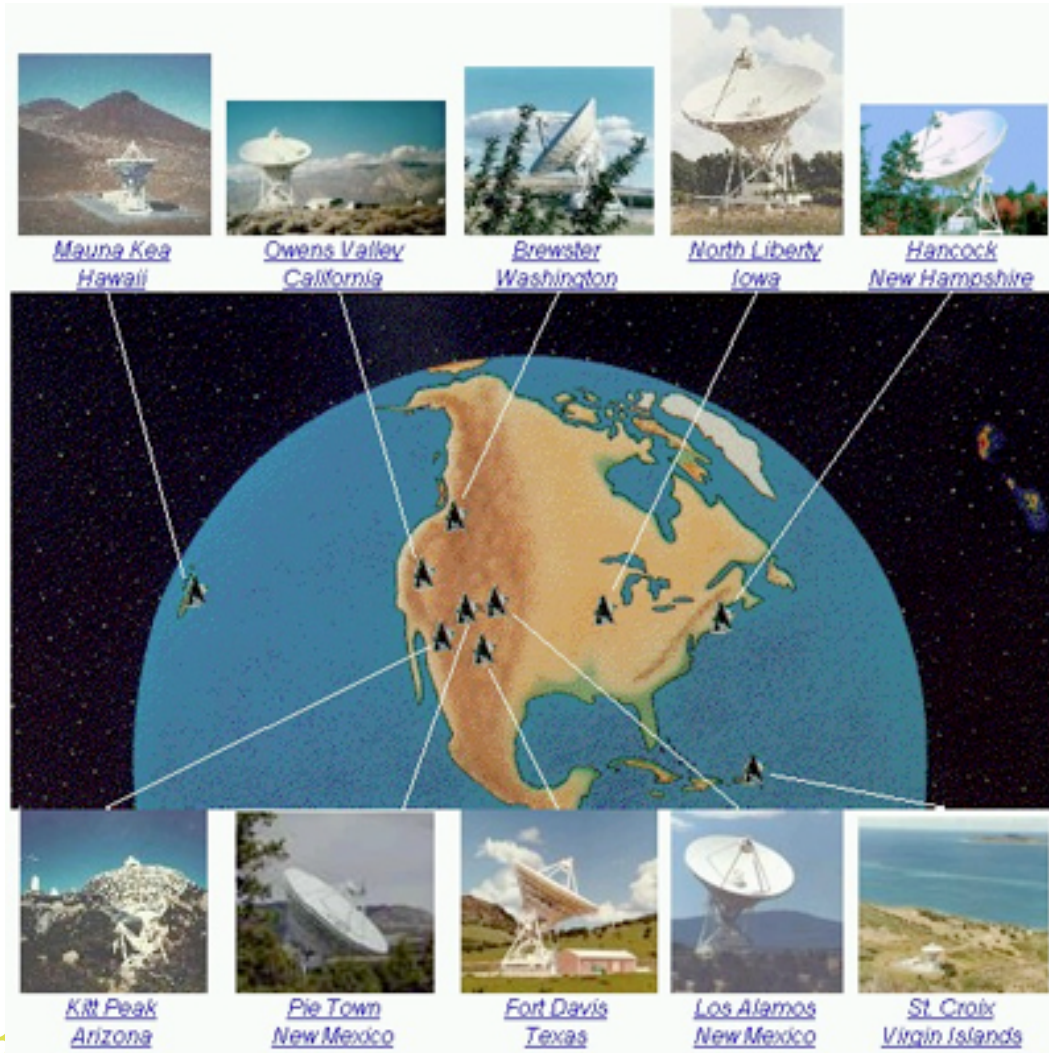 Mauna Kea
Hawaii
Owens Valley
California
Brewster
Washington
North Liberty
Iowa
Hancock
New Hampshire
Kitt Peak
Arizona
Pie Town
New Mexico
Fort Davis
Texas
Los Alamos
New Mexico
St. Croix
Virgin Islands